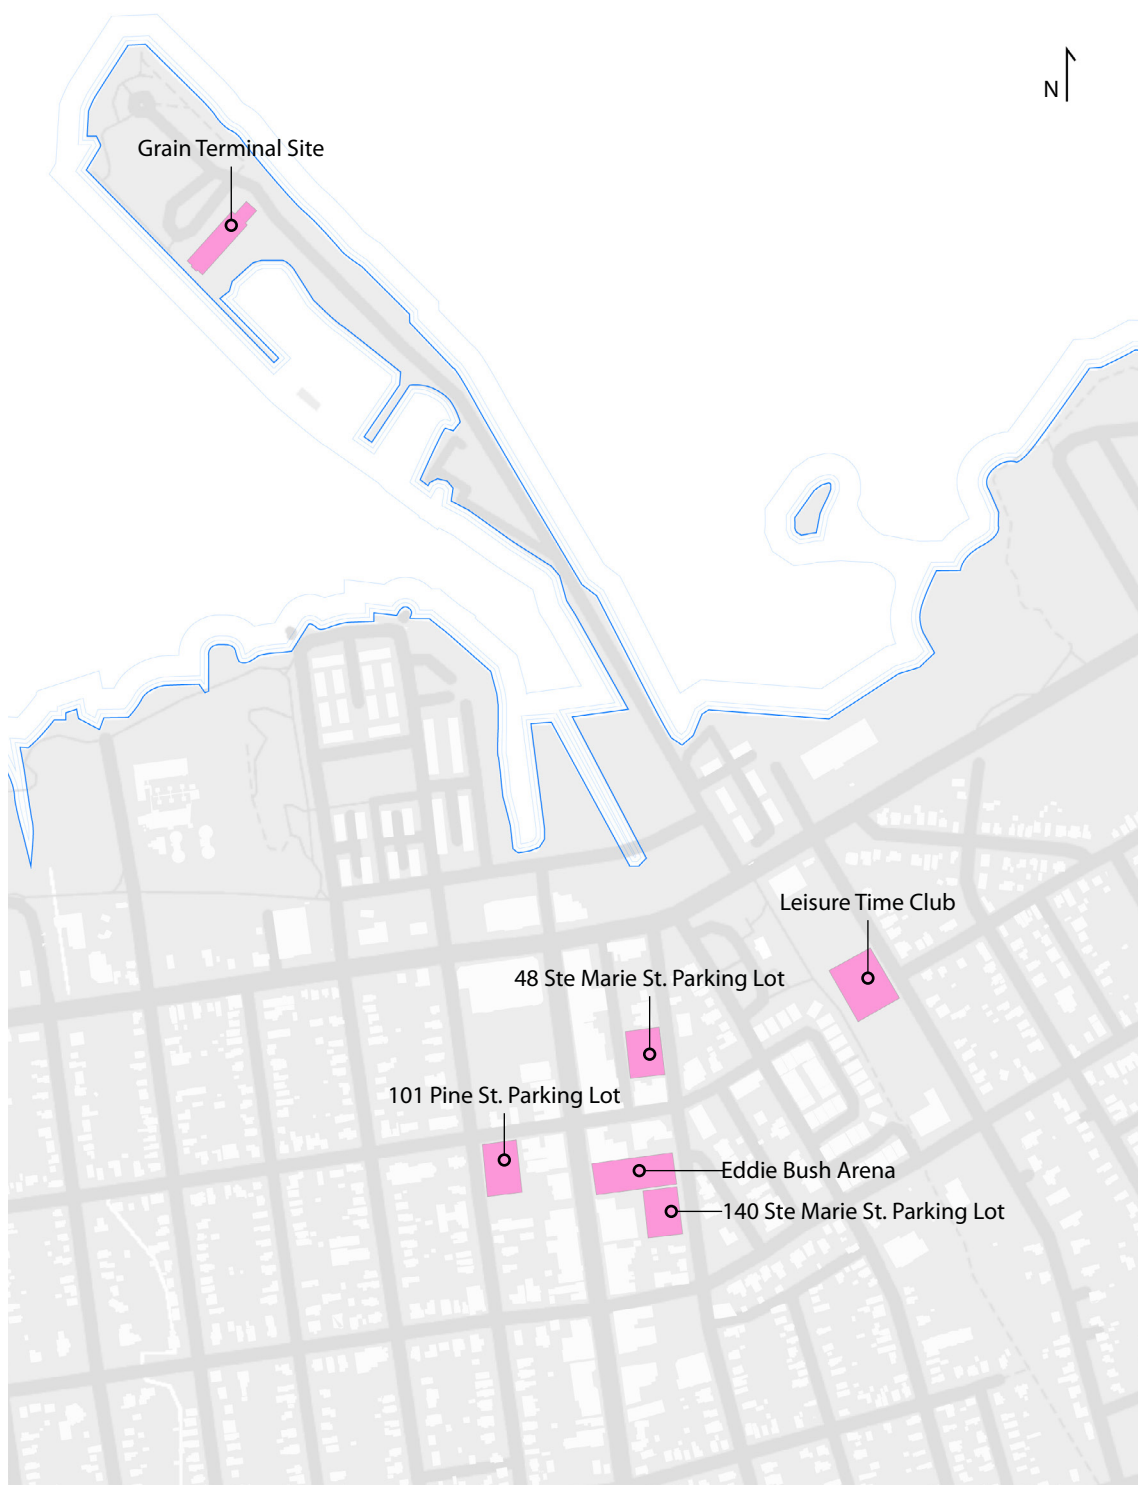 N
Grain Terminal Site
Leisure Time Club
48 Ste Marie St. Parking Lot
101 Pine St. Parking Lot
Eddie Bush Arena
140 Ste Marie St. Parking Lot